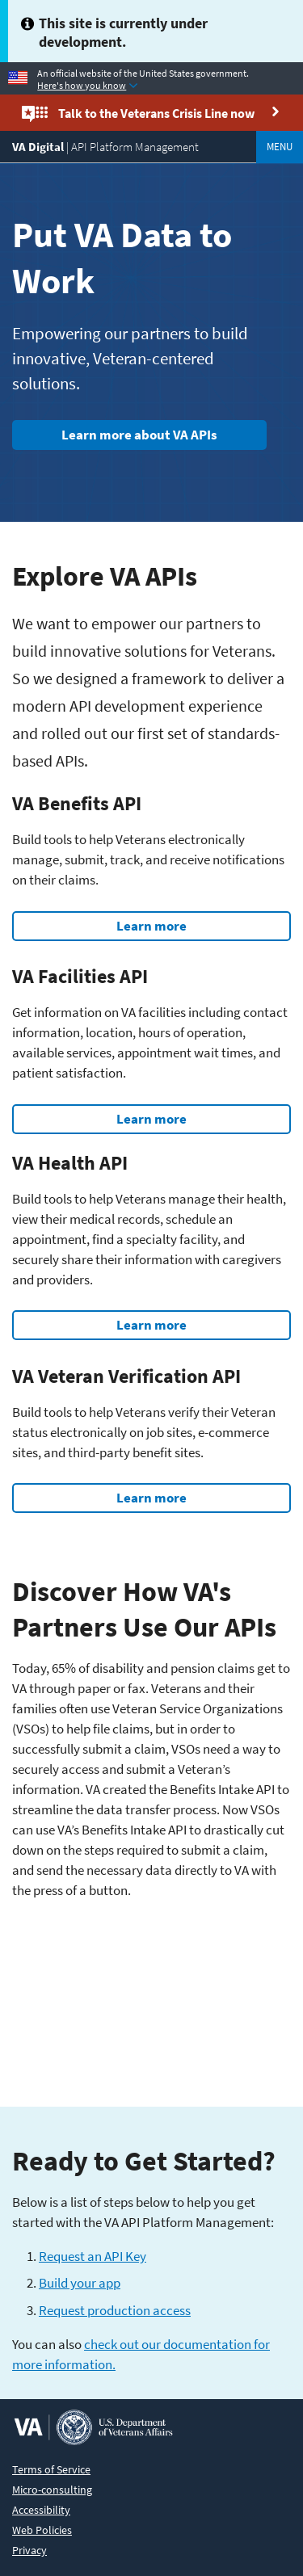 This site is currently under
development.
An official website of the United States government.
Here's how you know
Talk to the Veterans Crisis Line now
VA Digital | API Platform Management
MENU
Put VA Data to
Work
Empowering our partners to build
innovative, Veteran-centered
solutions.
Learn more about VA APIs
Explore VA APIs
We want to empower our partners to
build innovative solutions for Veterans.
So we designed a framework to deliver a
modern API development experience
and rolled out our first set of standards-
based APIs.
VA Benefits API
Build tools to help Veterans electronically
manage, submit, track, and receive notifications
on their claims.
Learn more
VA Facilities API
Get information on VA facilities including contact
information, location, hours of operation,
available services, appointment wait times, and
patient satisfaction.
Learn more
VA Health API
Build tools to help Veterans manage their health,
view their medical records, schedule an
appointment, find a specialty facility, and
securely share their information with caregivers
and providers.
Learn more
VA Veteran Verification API
Build tools to help Veterans verify their Veteran
status electronically on job sites, e-commerce
sites, and third-party benefit sites.
Learn more
Discover How VA's
Partners Use Our APIs
Today, 65% of disability and pension claims get to
VA through paper or fax. Veterans and their
families often use Veteran Service Organizations
(VSOs) to help file claims, but in order to
successfully submit a claim, VSOs need a way to
securely access and submit a Veteran’s
information. VA created the Benefits Intake API to
streamline the data transfer process. Now VSOs
can use VA’s Benefits Intake API to drastically cut
down on the steps required to submit a claim,
and send the necessary data directly to VA with
the press of a button.
Ready to Get Started?
Below is a list of steps below to help you get
started with the VA API Platform Management:
1. Request an API Key
2. Build your app
3. Request production access
You can also check out our documentation for
more information.
VA
U.S. Department
of Veterans Affairs
Terms of Service
Micro-consulting
Accessibility
Web Policies
Privacy